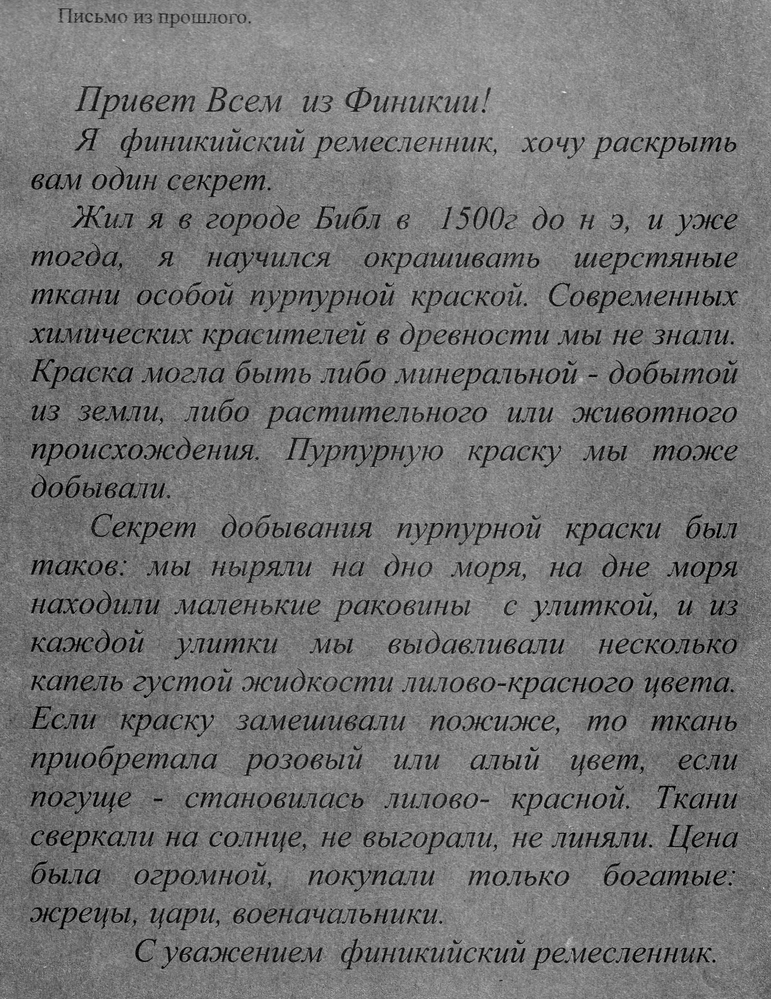 Письмо из прошлого.
Привет Всем из Финикии!
Я финикийский ремесленник, хочу раскрыть
вам один секрет.
Жил я в городе Библ в 1500г до н э, и уже
тогда, я научился окрашивать шерстяные
ткани особой пурпурной краской. Современных
химических красителей в древности мы не знали.
Краска могла быть либо минеральной - добытой
из земли, либо растительного или животного
происхождения. Пурпурную краску мы тоже
добывали.
Секрет добывания пурпурной краски был
таков: мы ныряли на дно моря, на дне моря
находили маленькие раковины с улиткой, и из
каждой улитки мы выдавливали несколько
капель густой жидкости лилово-красного цвета.
Если краску замешивали пожиже, то ткань
приобретала розовый или алый цвет, если
погуще - становилась лилово- красной. Ткани
сверкали на солнце, не выгорали, не линяли. Цена
была огромной, покупали только богатые:
жрецы, цари, военачальники.
С уважением финикийский ремесленник.